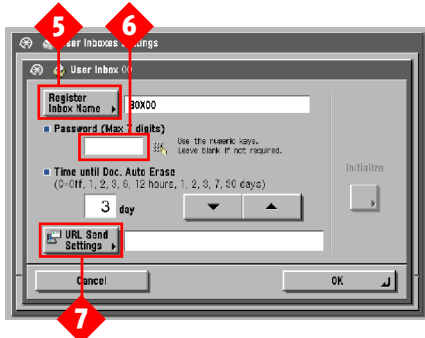 5 6
User Inboxes Settings
User Inbox 00
Register
Inbox Name
BOX00
Password (Max 7 digits)
Use the numeric keys.
Leave blank if not required.
Time until Doc. Auto Erase
(0=Off, 1, 2, 3, 6, 12 hours, 1, 2, 3, 7, 30 days)
Initialize
3 day
URL Send
Settings
Cancel OK
7